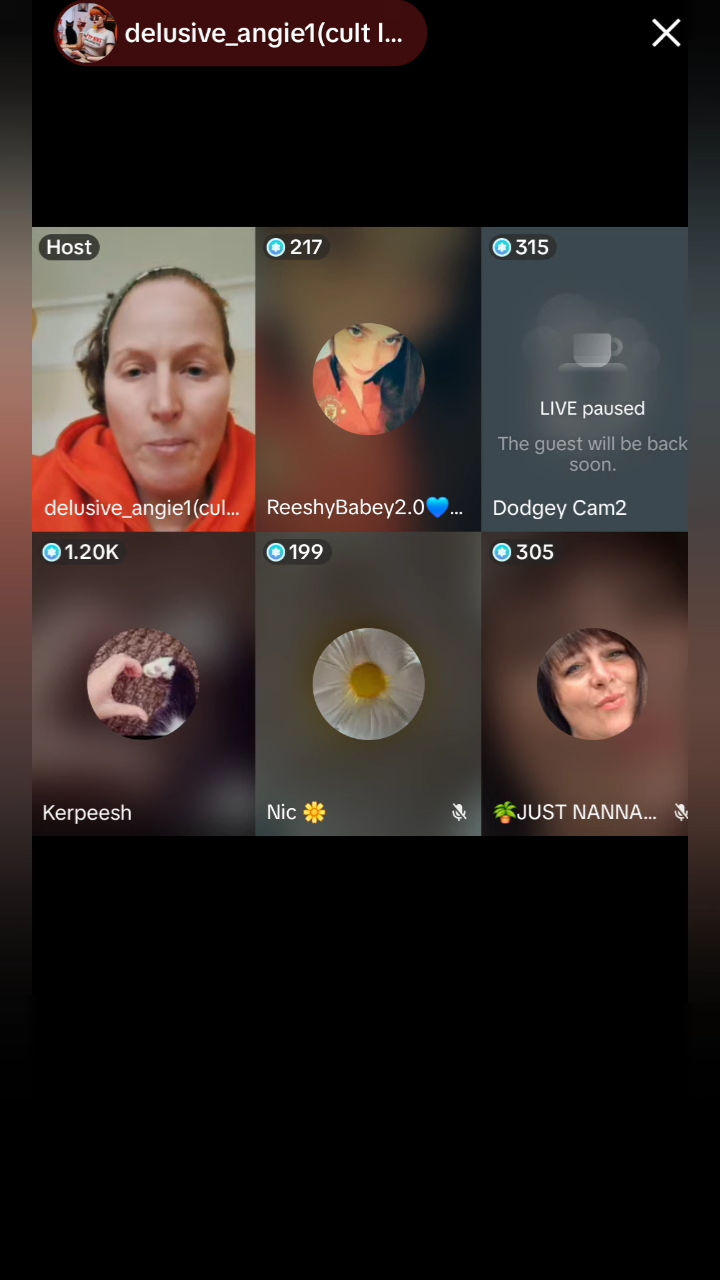 delusive_angie1(cult l...
Host
217
315
LIVE paused
The guest will be back
soon.
delusive_angie1(cul...
ReeshyBabey2.0💙...
Dodgey Cam2
1.20K
199
305
Kerpeesh
Nic 🌼
🪴JUST NANNA...